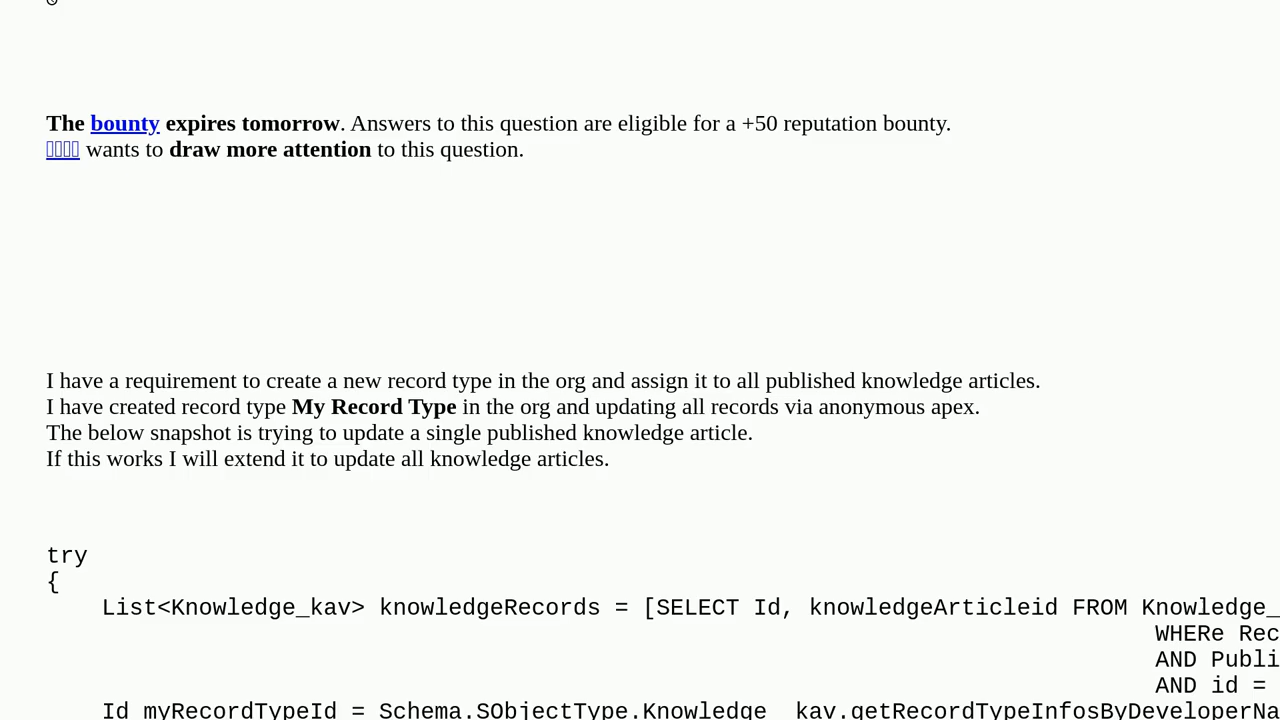 The bounty expires tomorrow. Answers to this question are eligible for a +50 reputation bounty.
wants to draw more attention to this question.
I have a requirement to create a new record type in the org and assign it to all published knowledge articles.
I have created record type My Record Type in the org and updating all records via anonymous apex.
The below snapshot is trying to update a single published knowledge article.
If this works I will extend it to update all knowledge articles.
try
{
List<Knowledge_kav> knowledgeRecords = [SELECT Id, knowledgeArticleid FROM Knowledge_
WHERe Rec
AND Publi
AND id =
Id myRecordTypeId = Schema.SObjectType.Knowledge__kav.getRecordTypeInfosByDeveloperNa